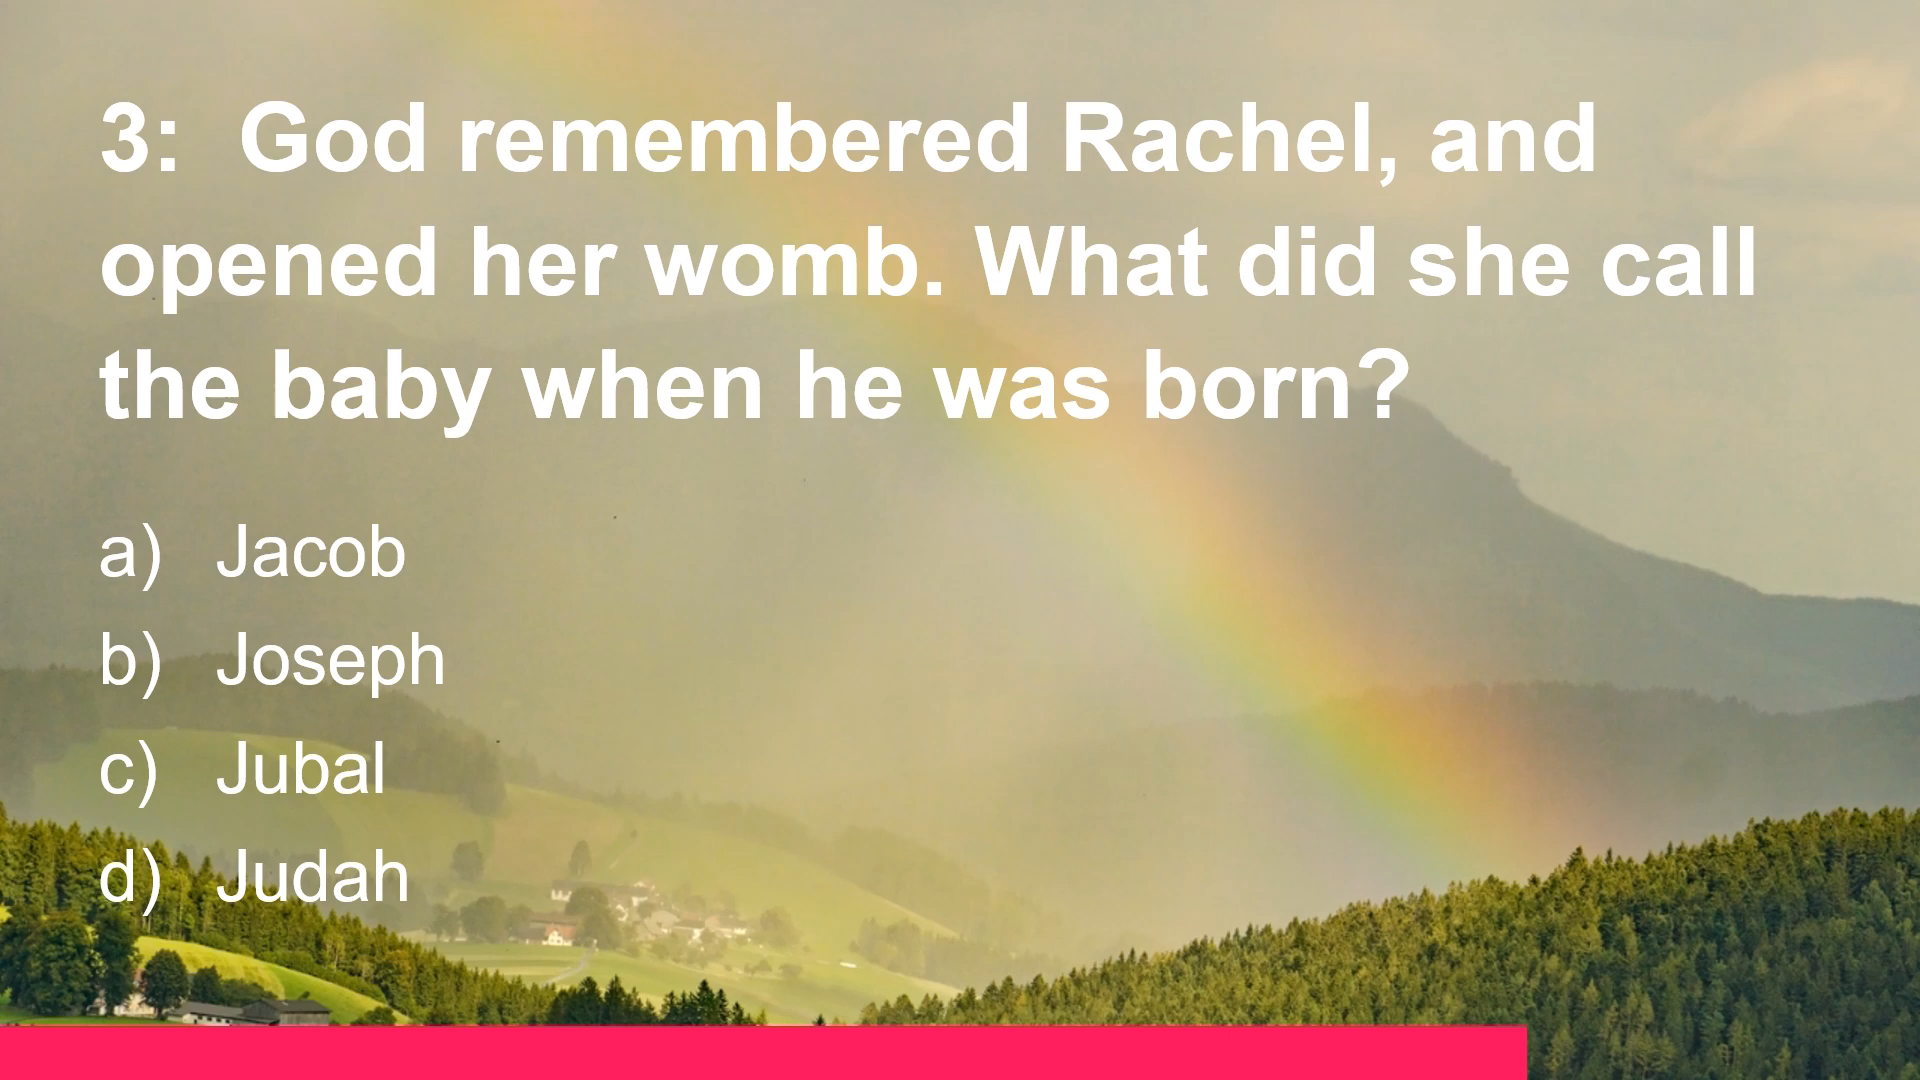 3:  God remembered Rachel, and
opened her womb. What did she call
the baby when he was born?
a) Jacob
b) Joseph
c) Jubal
d) Judah